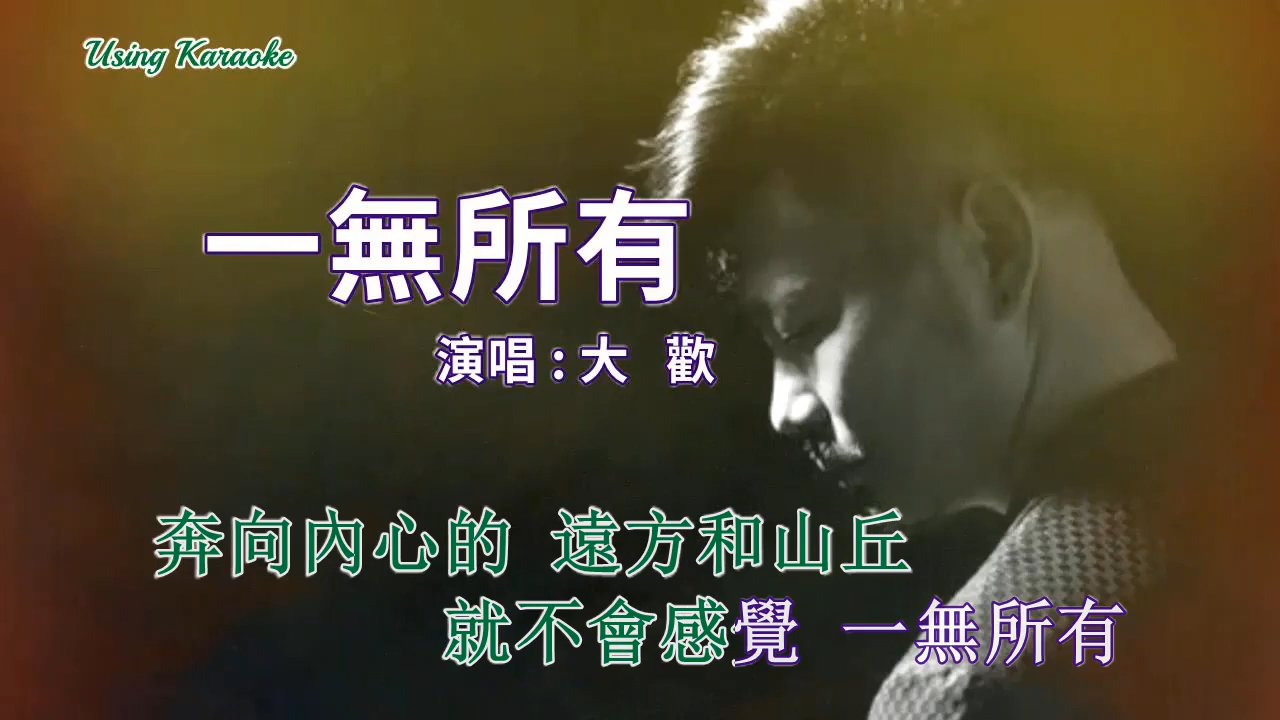 Using Karaoke
一無所有
演唱 : 大 歡
奔向內心的 遠方和山丘
就不會感覺 一無所有